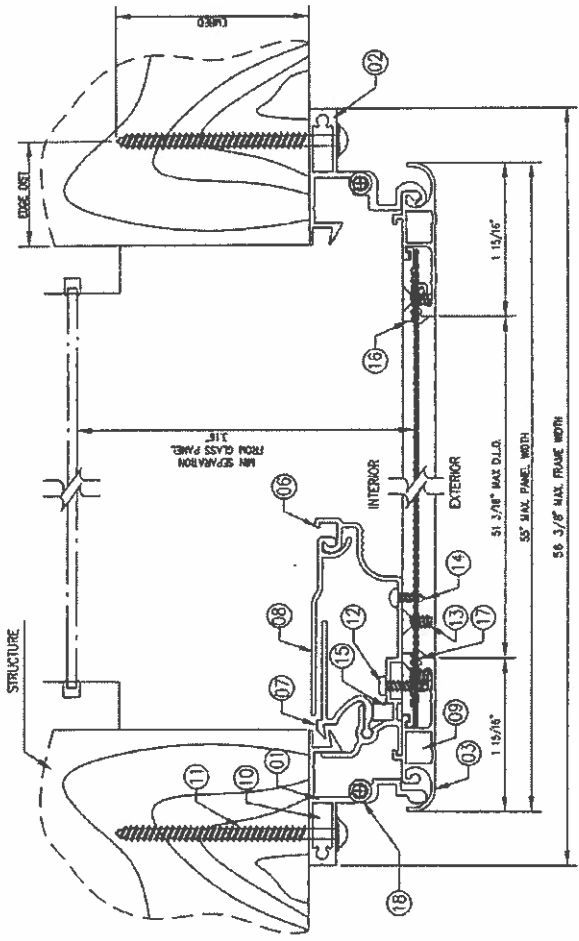 EMBED
EDGE DIST.
02
16
MIN SEPARATION
FROM GLASS PANEL
3.16"
INTERIOR
EXTERIOR
1 15/16"
51 3/16" MAX D.L.O.
55" MAX. PANEL WIDTH
56 3/8" MAX. FRAME WIDTH
06
14
STRUCTURE
08
12
13
07
15
17
01
09
1 15/16"
11
10
03
18